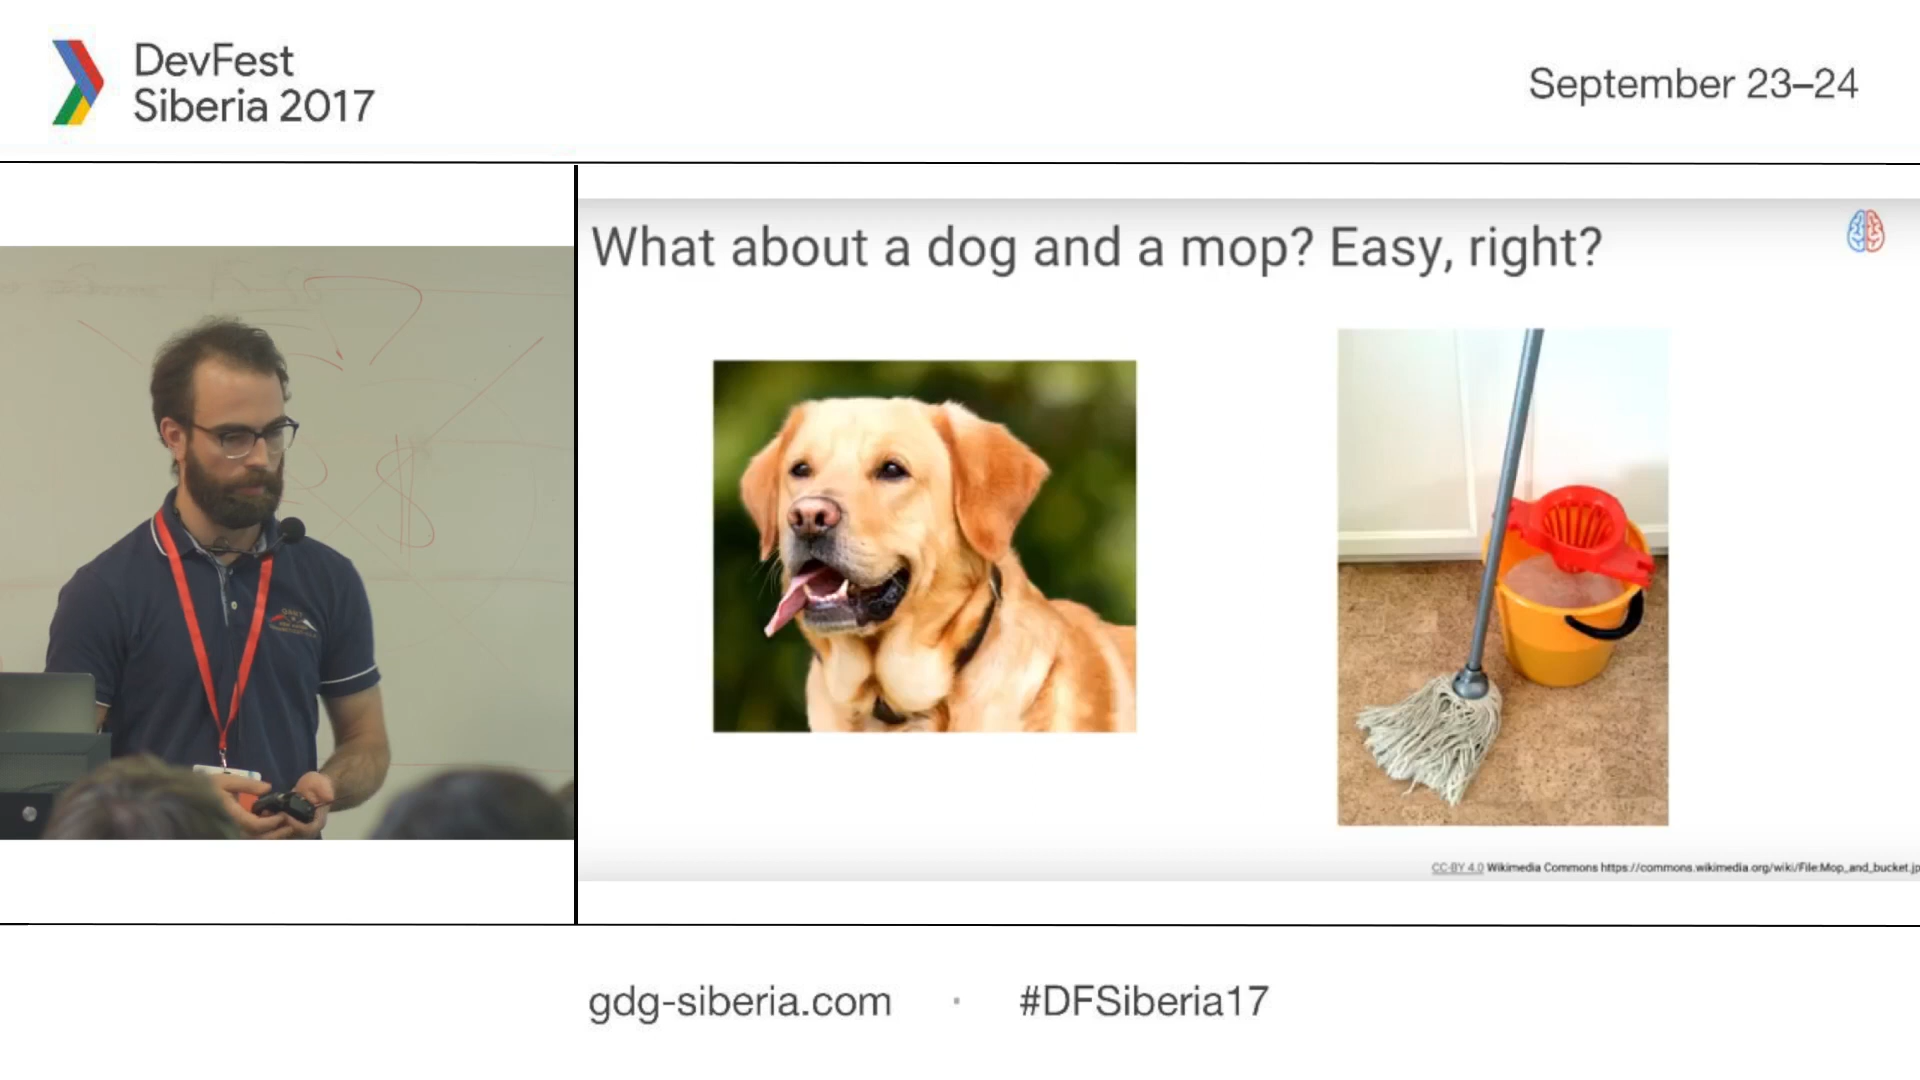 DevFest
Siberia 2017
September 23–24
What about a dog and a mop? Easy, right?
CC-BY 4.0 Wikimedia Commons https://commons.wikimedia.org/wiki/File:Mop_and_bucket.jp
gdg-siberia.com · #DFSiberia17